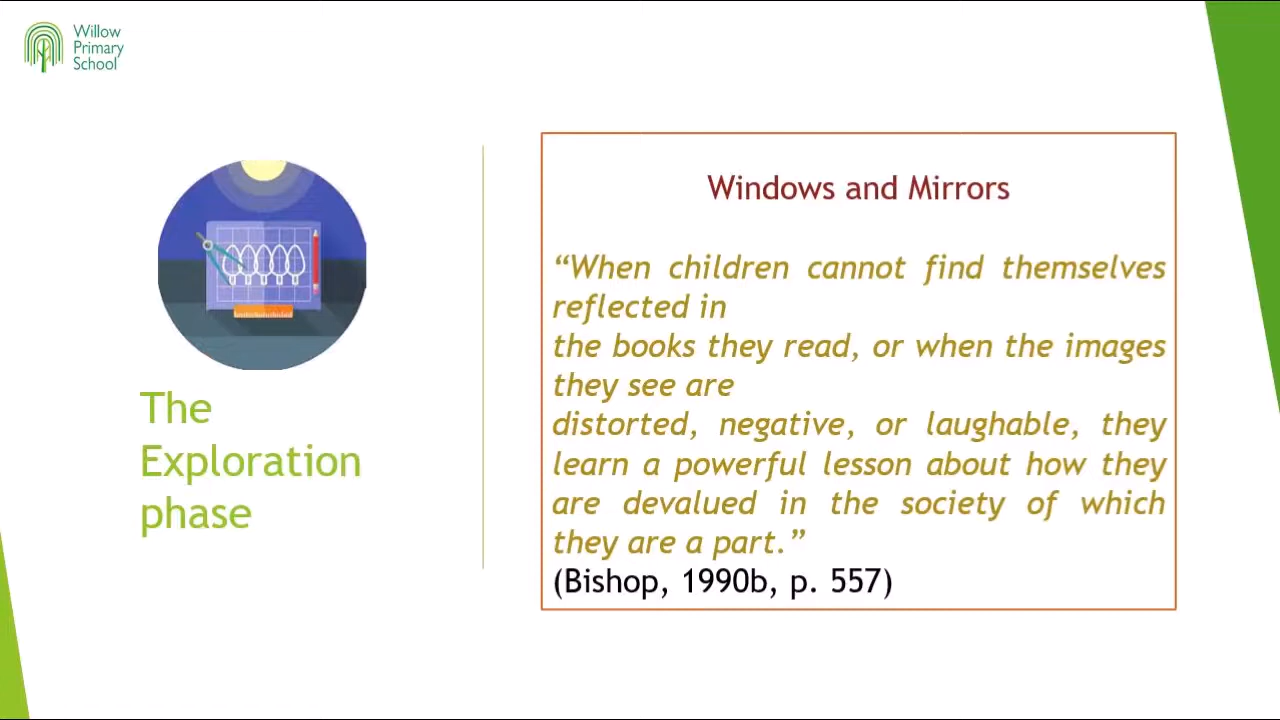 Willow
Primary
School
The
Exploration
phase
Windows and Mirrors
“When children cannot find themselves
reflected in
the books they read, or when the images
they see are
distorted, negative, or laughable, they
learn a powerful lesson about how they
are devalued in the society of which
they are a part.”
(Bishop, 1990b, p. 557)